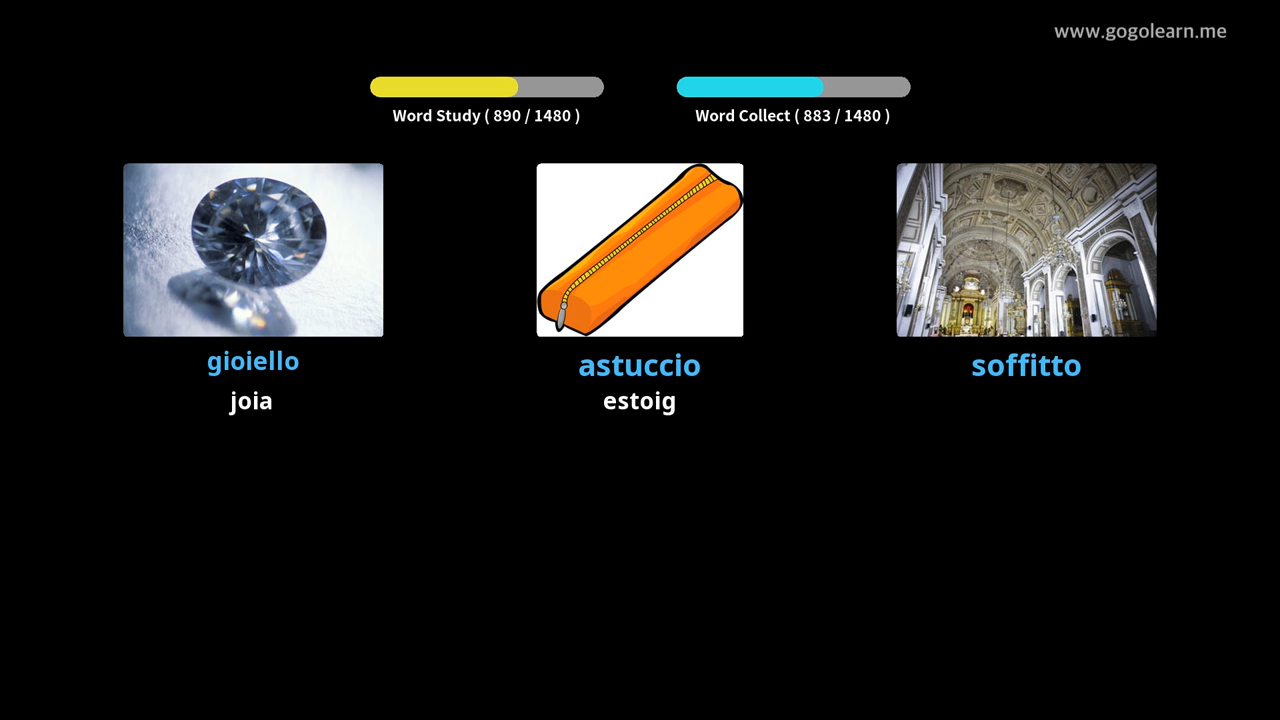 www.gogolearn.me
Word Study ( 890 / 1480 )
Word Collect ( 883 / 1480 )
gioiello
joia
astuccio
estoig
soffitto